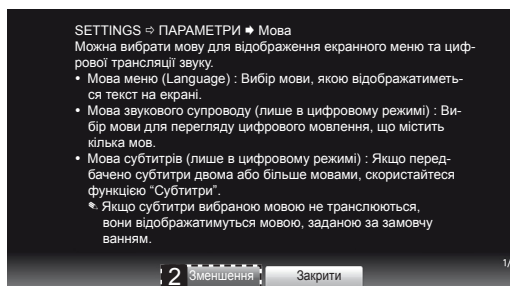 SETTINGS ⇨ ПАРАМЕТРИ ➧ Мова
Можна вибрати мову для відображення екранного меню та циф-
рової трансляції звуку.
• Мова меню (Language) : Вибір мови, якою відображатиметь-
ся текст на екрані.
• Мова звукового супроводу (лише в цифровому режимі) : Ви-
бір мови для перегляду цифрового мовлення, що містить
кілька мов.
• Мова субтитрів (лише в цифровому режимі) : Якщо перед-
бачено субтитри двома або більше мовами, скористайтеся
функцією “Субтитри”.
✎ Якщо субтитри вибраною мовою не транслюються,
вони відображатимуться мовою, заданою за замовчу
ванням.
1/
2 Зменшення Закрити